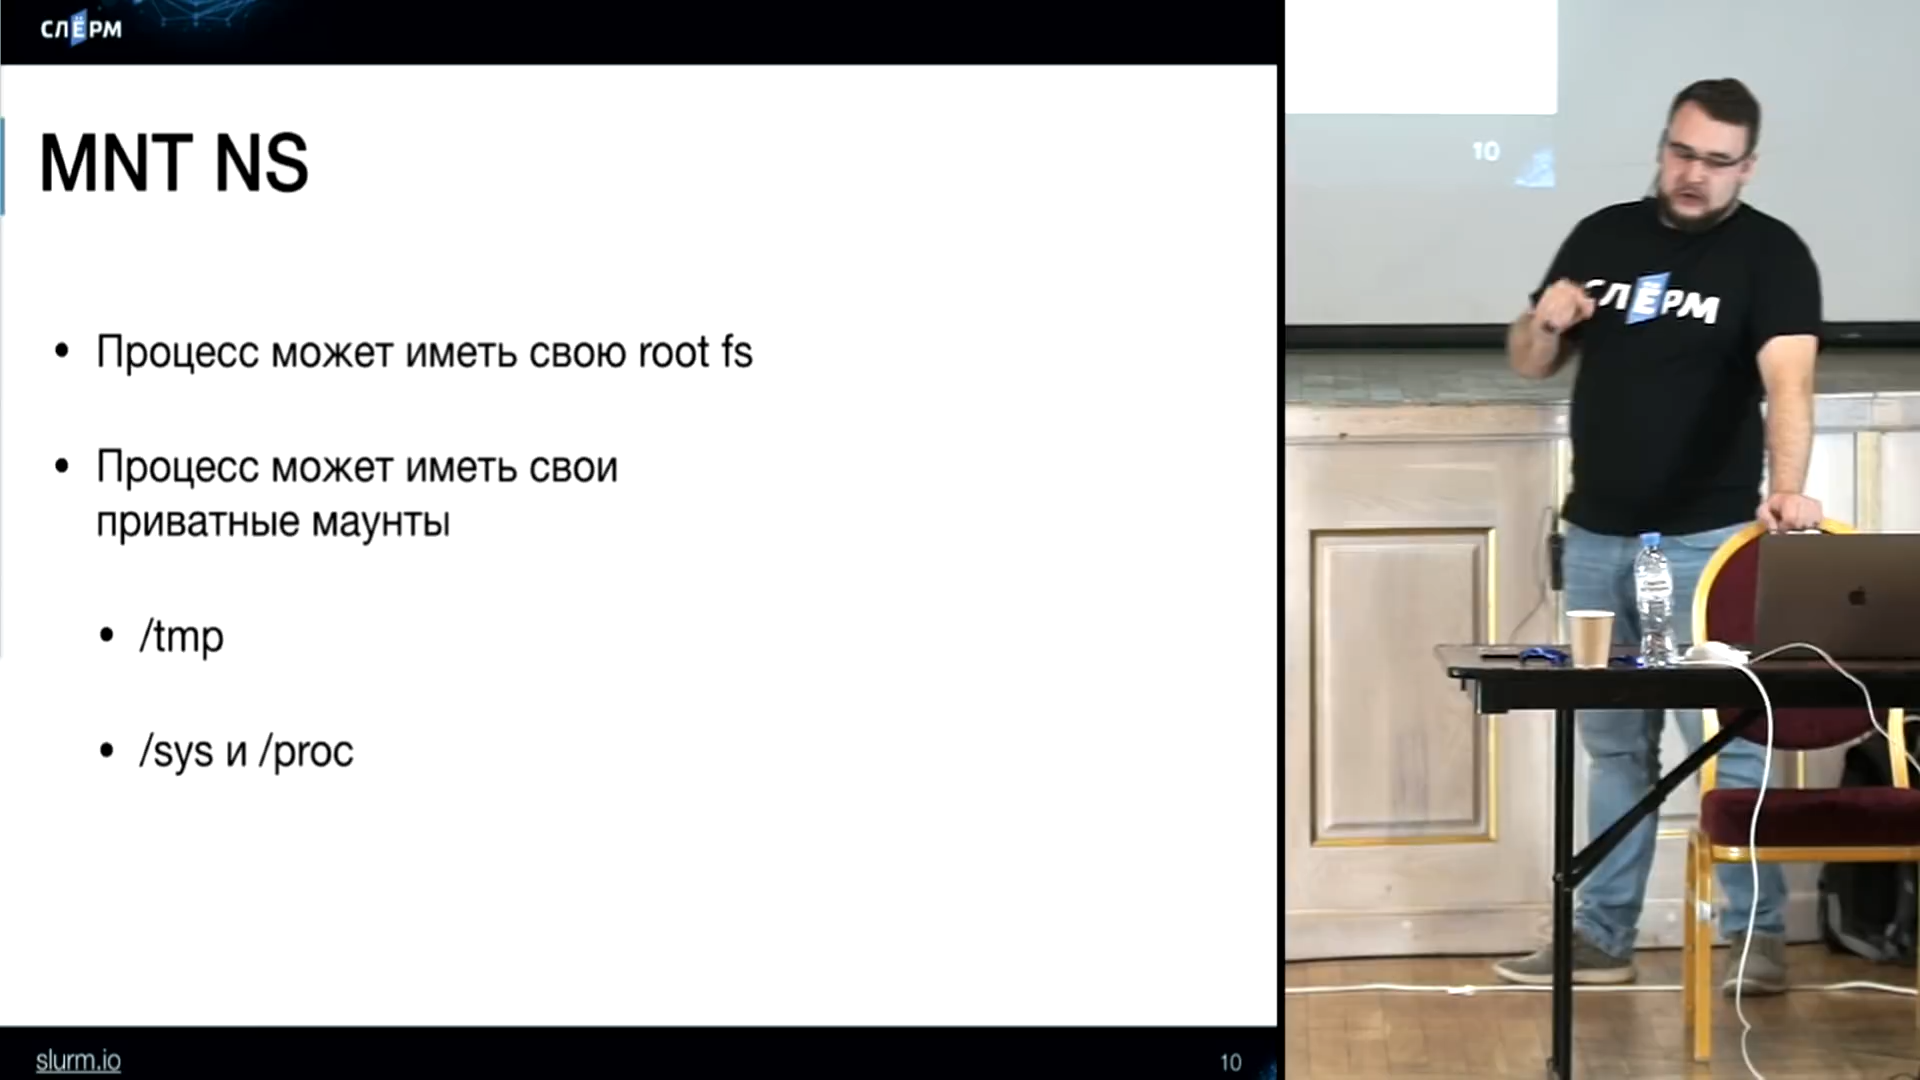 СЛЁРМ
MNT NS
• Процесс может иметь свою root fs
• Процесс может иметь свои
приватные маунты
• /tmp
• /sys и /proc
slurm.io
10
10
СЛЁРМ